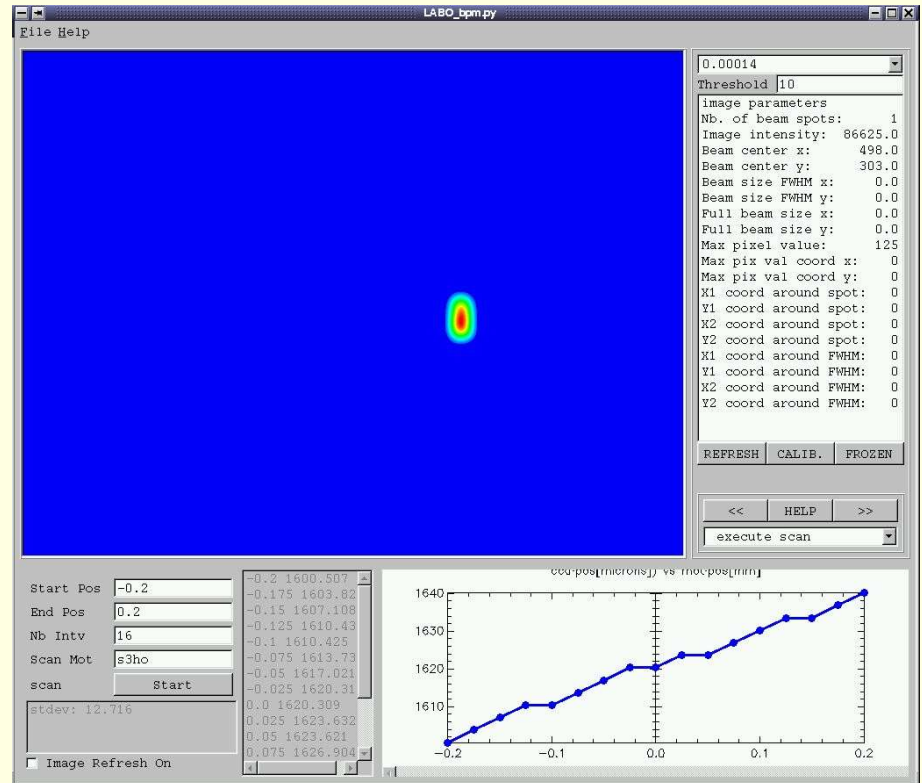 LABO_bpm.py
File Help
0.00014
Threshold 10
image parameters
Nb. of beam spots: 1
Image intensity: 86625.0
Beam center x: 498.0
Beam center y: 303.0
Beam size FWHM x: 0.0
Beam size FWHM y: 0.0
Full beam size x: 0.0
Full beam size y: 0.0
Max pixel value: 125
Max pix val coord x: 0
Max pix val coord y: 0
X1 coord around spot: 0
Y1 coord around spot: 0
X2 coord around spot: 0
Y2 coord around spot: 0
X1 coord around FWHM: 0
Y1 coord around FWHM: 0
X2 coord around FWHM: 0
Y2 coord around FWHM: 0
REFRESH CALIB. FROZEN
<< HELP >>
execute scan
Start Pos -0.2
End Pos 0.2
Nb Intv 16
Scan Mot s3ho
scan Start
stdev: 12.716
Image Refresh On
-0.2 1600.507
-0.175 1603.82
-0.15 1607.108
-0.125 1610.43
-0.1 1610.425
-0.075 1613.73
-0.05 1617.021
-0.025 1620.31
0.0 1620.309
0.025 1623.632
0.05 1623.621
0.075 1626.904
ccd-pos[microns]) vs mot-pos[mm]
1640
1630
1620
1610
-0.2 -0.1 0.0 0.1 0.2